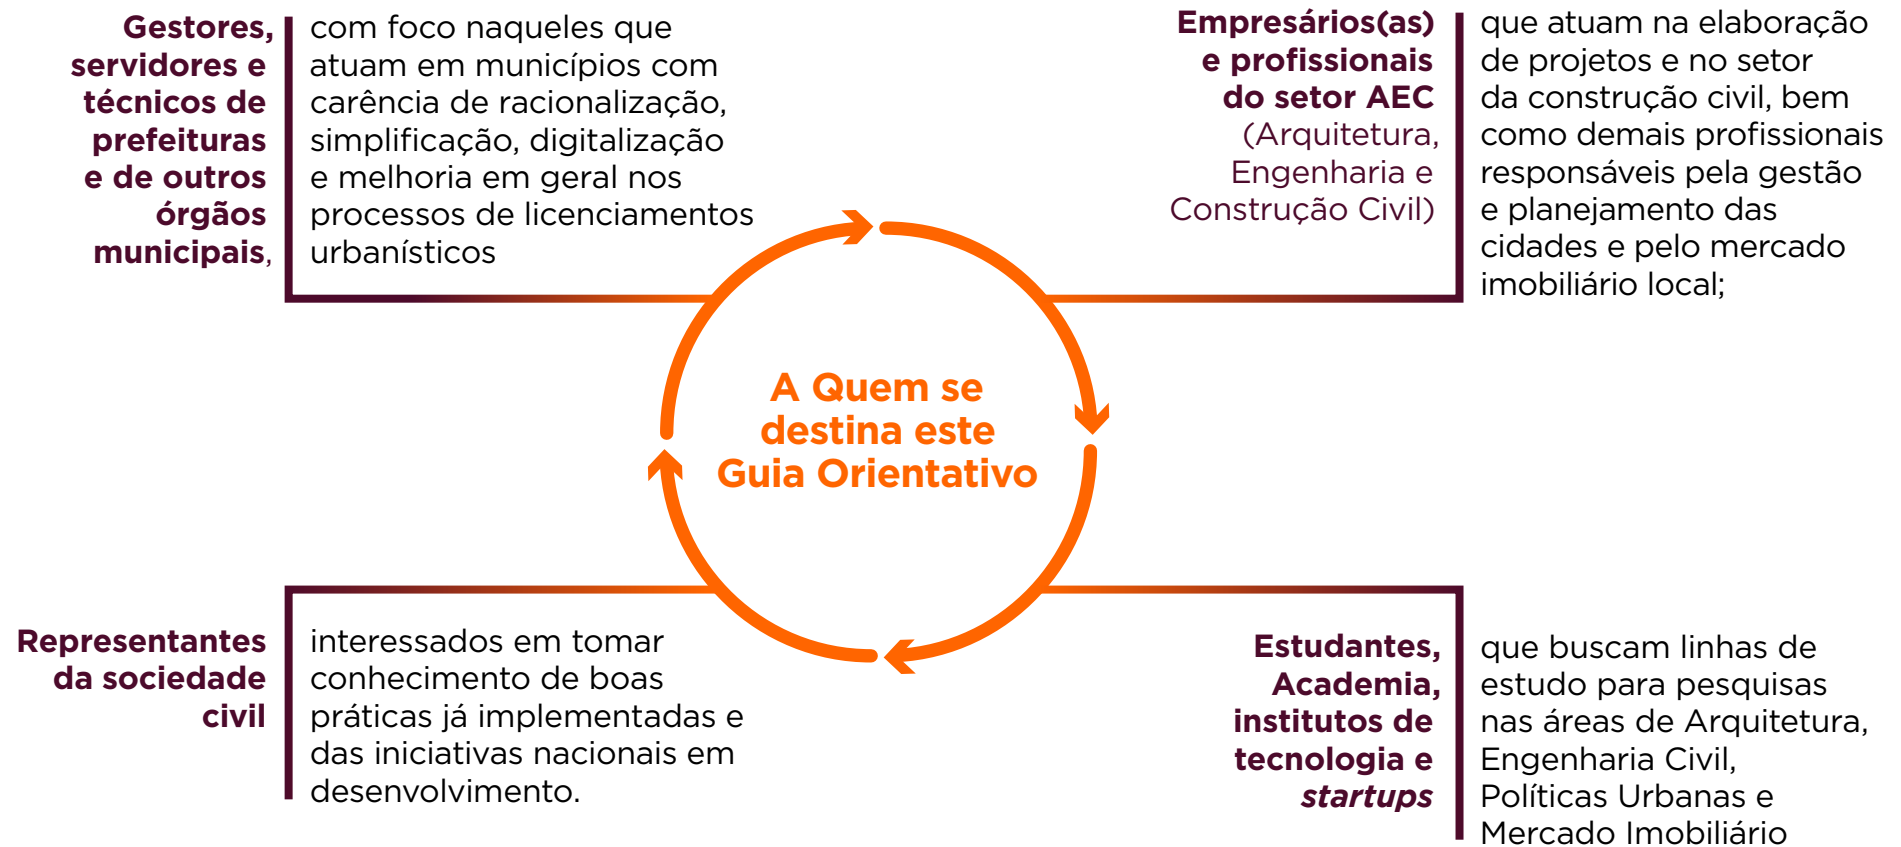 Gestores,
servidores e
técnicos de
prefeituras
e de outros
órgãos
municipais,
com foco naqueles que
atuam em municípios com
carência de racionalização,
simplificação, digitalização
e melhoria em geral nos
processos de licenciamentos
urbanísticos
Empresários(as)
e profissionais
do setor AEC
(Arquitetura,
Engenharia e
Construção Civil)
que atuam na elaboração
de projetos e no setor
da construção civil, bem
como demais profissionais
responsáveis pela gestão
e planejamento das
cidades e pelo mercado
imobiliário local;
A Quem se
destina este
Guia Orientativo
Representantes
da sociedade
civil
interessados em tomar
conhecimento de boas
práticas já implementadas e
das iniciativas nacionais em
desenvolvimento.
Estudantes,
Academia,
institutos de
tecnologia e
startups
que buscam linhas de
estudo para pesquisas
nas áreas de Arquitetura,
Engenharia Civil,
Políticas Urbanas e
Mercado Imobiliário